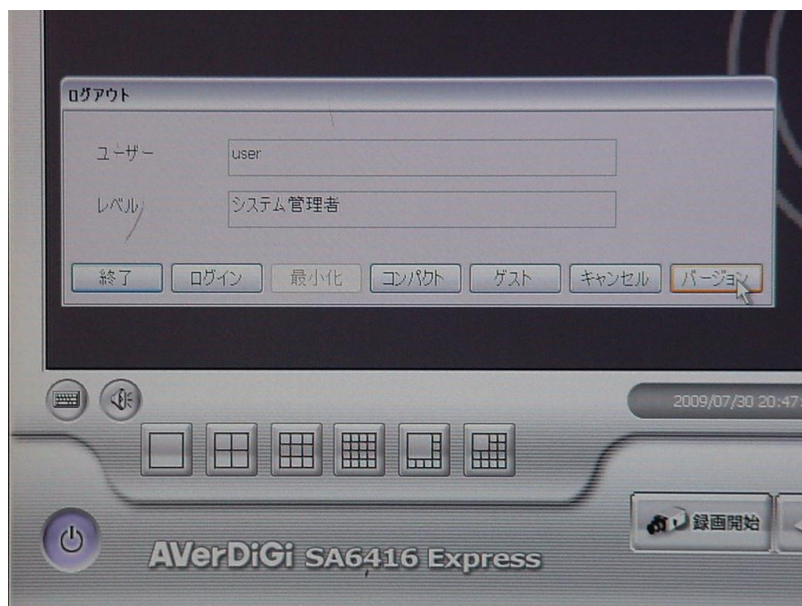 ログアウト
ユーザー user
レベル システム管理者
終了 ログイン 最小化 コンパクト ゲスト キャンセル バージョン
2009/07/30 20:47
録画開始
AVerDiGi SA6416 Express